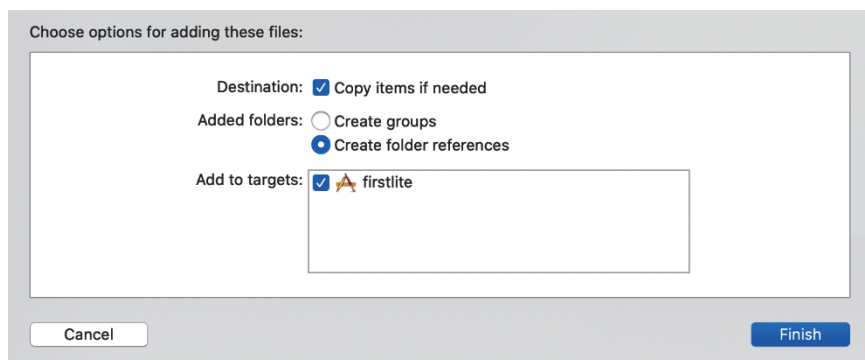 Choose options for adding these files:
Destination: Copy items if needed
Added folders: Create groups
Create folder references
Add to targets: firstlite
Cancel Finish